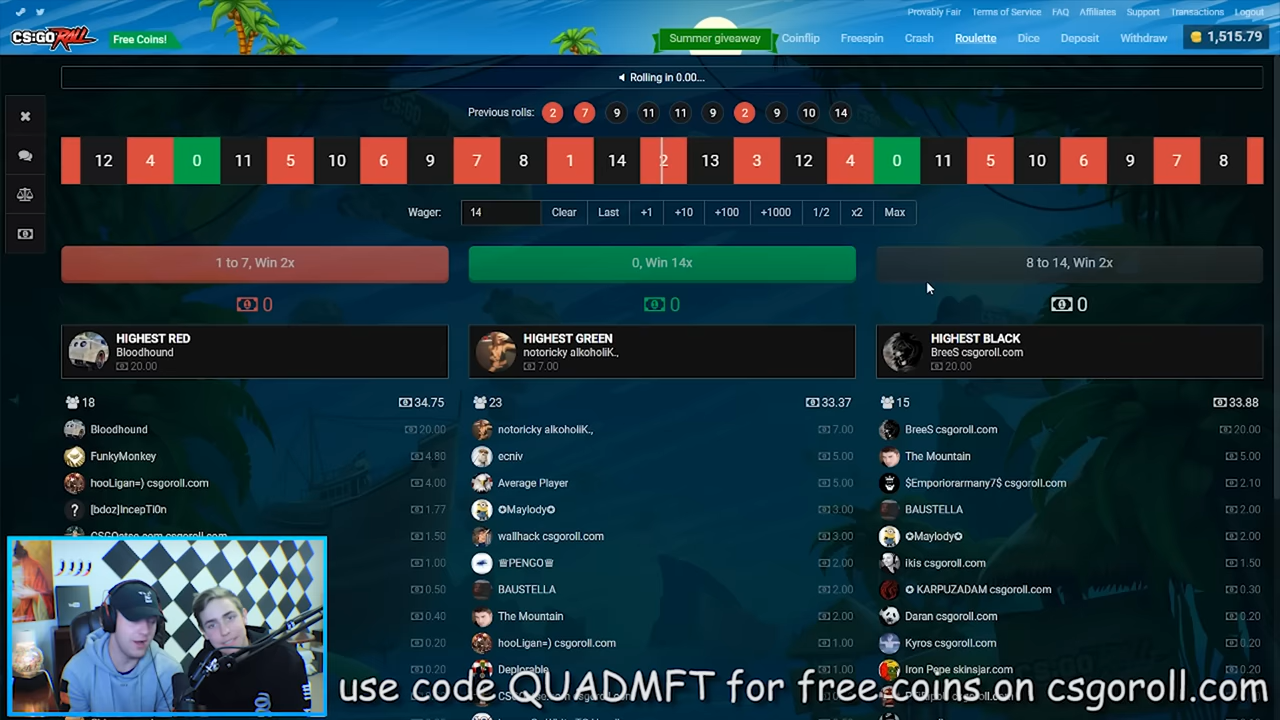 Provably Fair Terms of Service FAQ Affiliates Support Transactions Logout
CS:GO ROLL Free Coins! Summer giveaway Coinflip Freespin Crash Roulette Dice Deposit Withdraw 1,515.79
Rolling in 0.00...
Previous rolls: 2 7 9 11 11 9 2 9 10 14
12 4 0 11 5 10 6 9 7 8 1 14 2 13 3 12 4 0 11 5 10 6 9 7 8
Wager: 14 Clear Last +1 +10 +100 +1000 1/2 x2 Max
1 to 7, Win 2x
0
HIGHEST RED
Bloodhound
20.00
18 34.75
Bloodhound 20.00
FunkyMonkey 4.80
hooLigan=) csgoroll.com 4.00
[bdoz]IncepTi0n 1.77
1.50
1.00
0.50
0.40
0.20
0.20
0, Win 14x
0
HIGHEST GREEN
notoricky alkoholiK.,
7.00
23 33.37
notoricky alkoholiK., 7.00
ecniv 5.00
Average Player 5.00
✪Maylody✪ 3.00
wallhack csgoroll.com 3.00
♕PENGO♕ 2.00
BAUSTELLA 2.00
The Mountain 2.00
hooLigan=) csgoroll.com 1.00
Deplorable 1.00
8 to 14, Win 2x
0
HIGHEST BLACK
BreeS csgoroll.com
20.00
15 33.88
BreeS csgoroll.com 20.00
The Mountain 5.00
$Emporiorarmy7$ csgoroll.com 2.10
BAUSTELLA 2.00
✪Maylody✪ 2.00
ikis csgoroll.com 1.50
✪ KARPUZADAM csgoroll.com 0.30
Daran csgoroll.com 0.20
Kyros csgoroll.com 0.20
Iron Pope skinsjar.com 0.20
use code QUADMFT for free coins on csgoroll.com